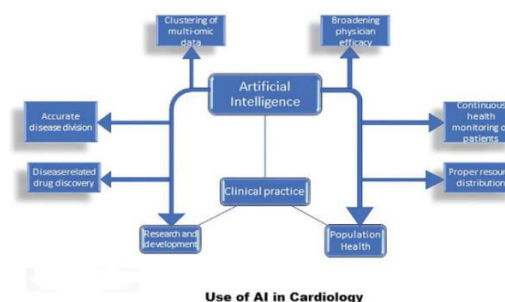 Clustering of
multi-omic
data
Broadening
physician
efficacy
Artificial
Intelligence
Accurate
disease division
Continuous
health
monitoring o
patients
Diseaserelated
drug discovery
Clinical practice
Proper resour
distribution
Research and
development
Population
Health
Use of AI in Cardiology